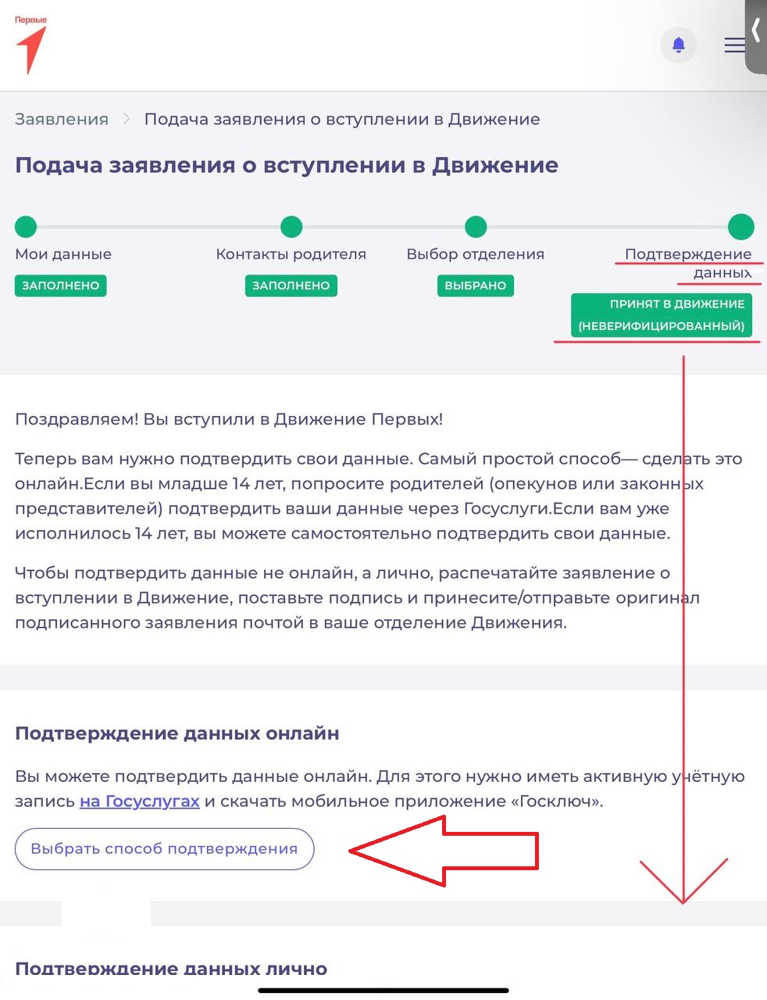 Первые
Заявления
Подача заявления о вступлении в Движение
Подача заявления о вступлении в Движение
Мои данные
ЗАПОЛНЕНО
Контакты родителя
ЗАПОЛНЕНО
Выбор отделения
ВЫБРАНО
Подтверждение
данных
ПРИНЯТ В ДВИЖЕНИЕ
(НЕВЕРИФИЦИРОВАННЫЙ)
Поздравляем! Вы вступили в Движение Первых!
Теперь вам нужно подтвердить свои данные. Самый простой способ— сделать это
онлайн.Если вы младше 14 лет, попросите родителей (опекунов или законных
представителей) подтвердить ваши данные через Госуслуги.Если вам уже
исполнилось 14 лет, вы можете самостоятельно подтвердить свои данные.
Чтобы подтвердить данные не онлайн, а лично, распечатайте заявление о
вступлении в Движение, поставьте подпись и принесите/отправьте оригинал
подписанного заявления почтой в ваше отделение Движения.
Подтверждение данных онлайн
Вы можете подтвердить данные онлайн. Для этого нужно иметь активную учётную
запись на Госуслугах и скачать мобильное приложение «Госключ».
Выбрать способ подтверждения
Подтверждение данных лично